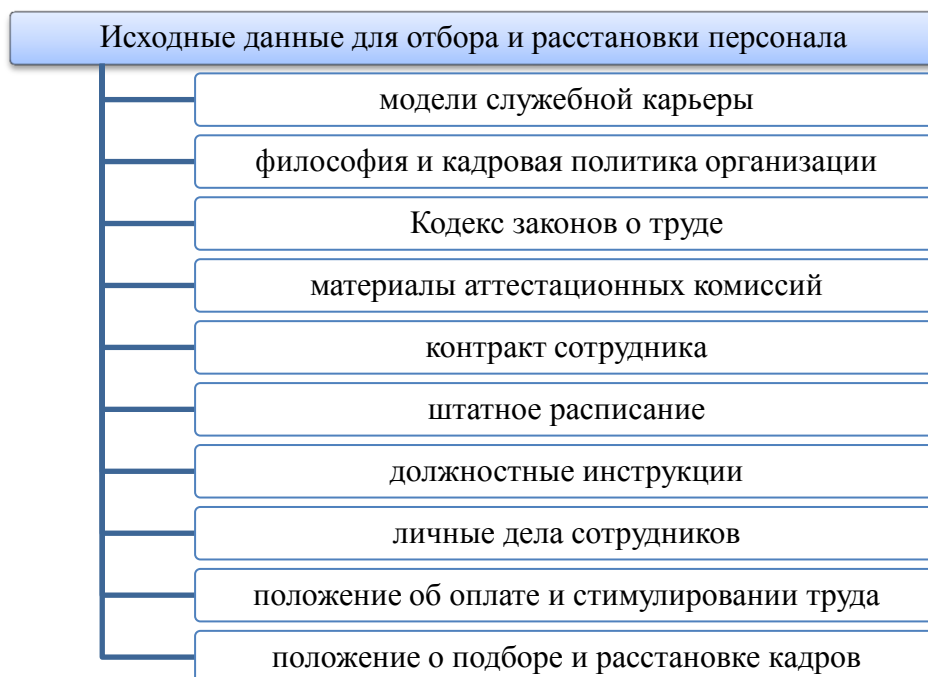 Исходные данные для отбора и расстановки персонала
модели служебной карьеры
философия и кадровая политика организации
Кодекс законов о труде
материалы аттестационных комиссий
контракт сотрудника
штатное расписание
должностные инструкции
личные дела сотрудников
положение об оплате и стимулировании труда
положение о подборе и расстановке кадров